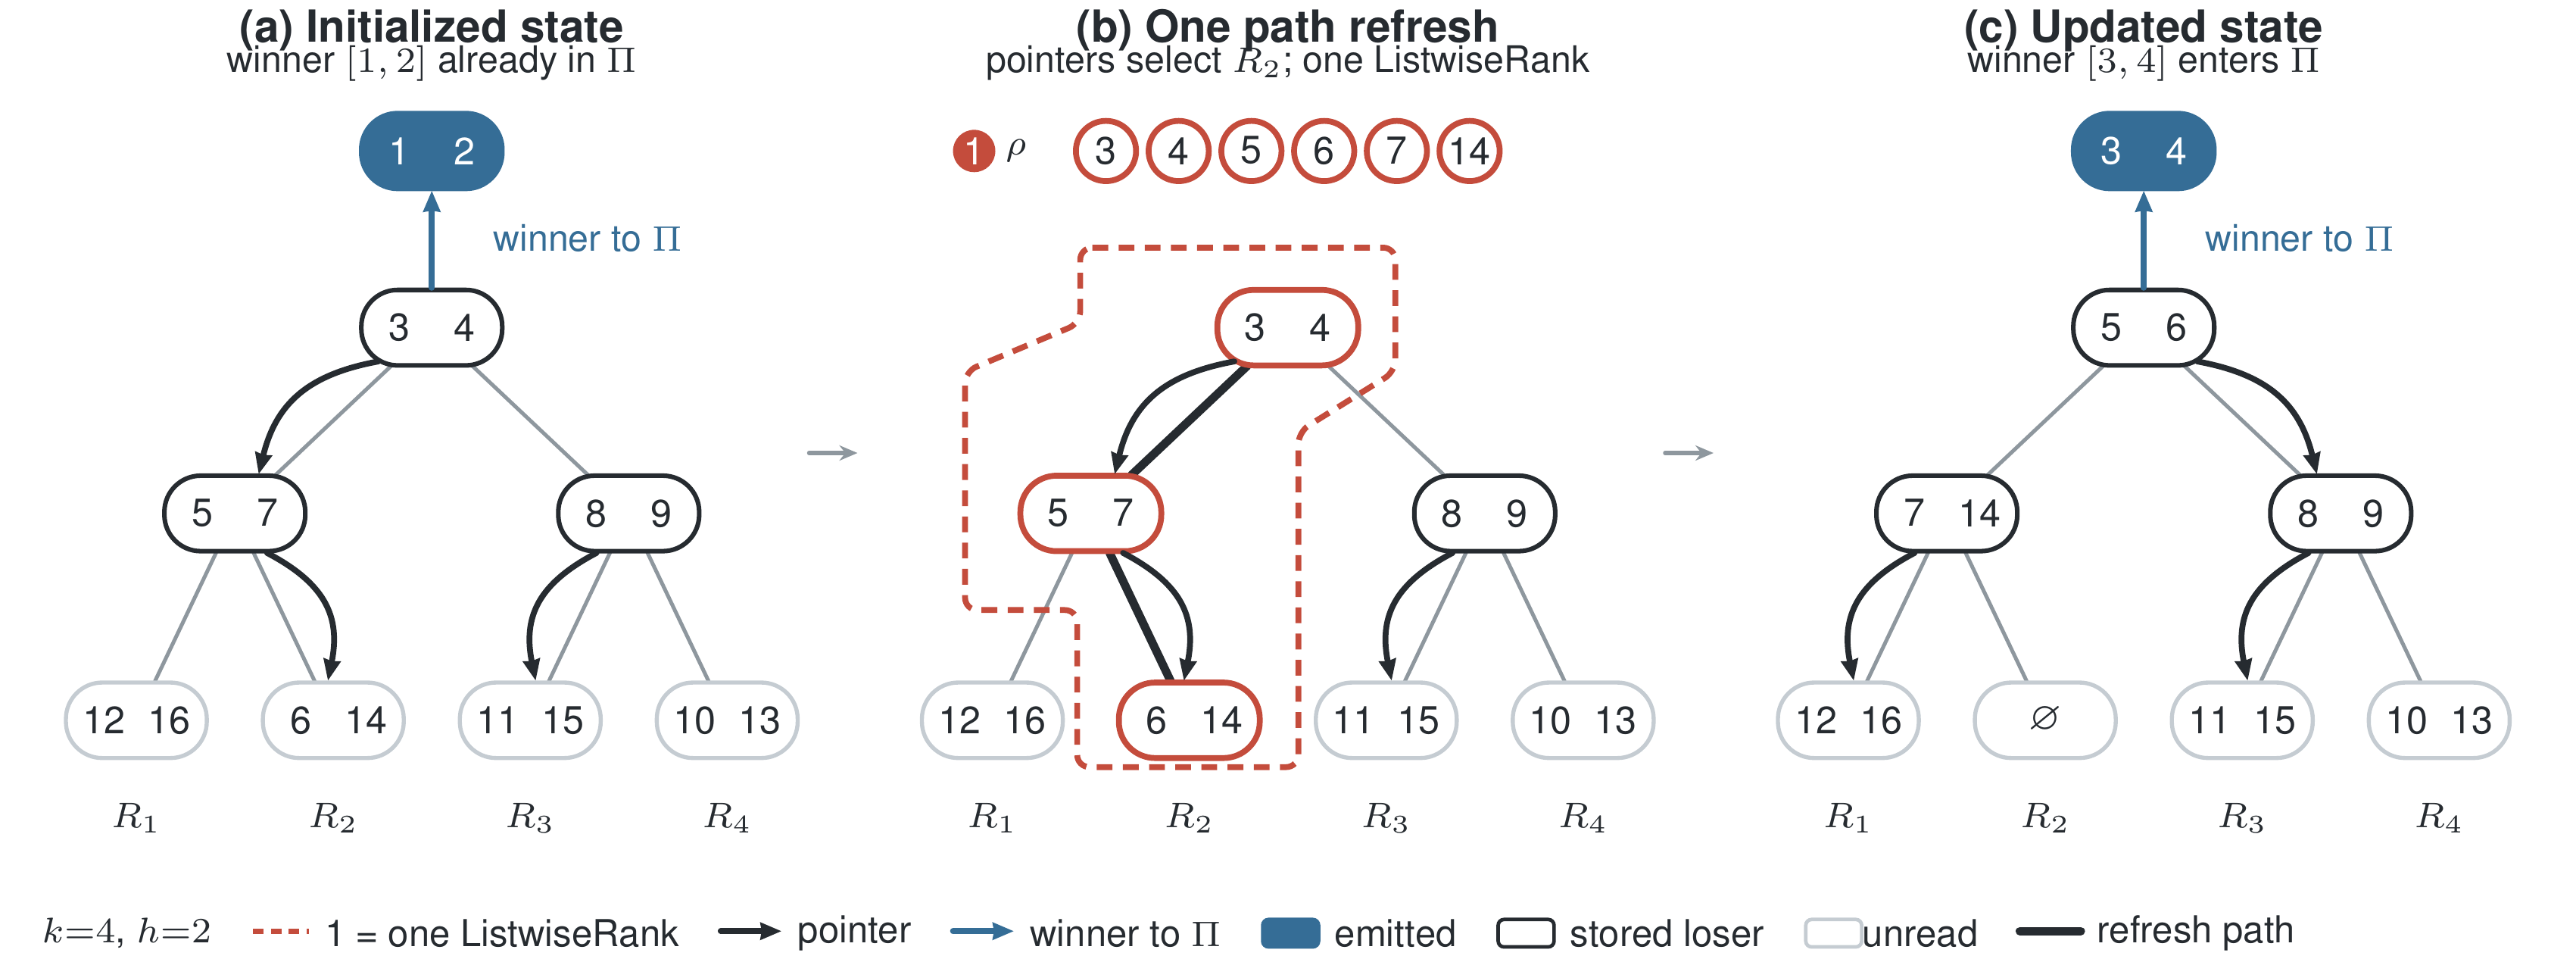 (a) Initialized state
winner [1, 2] already in Π
1 2
winner to Π
3 4
5 7
8 9
12 16
6 14
11 15
10 13
R₁
R₂
R₃
R₄
(b) One path refresh
pointers select R₂; one ListwiseRank
1 ρ 3 4 5 6 7 14
3 4
5 7
8 9
12 16
6 14
11 15
10 13
R₁
R₂
R₃
R₄
(c) Updated state
winner [3, 4] enters Π
3 4
winner to Π
5 6
7 14
8 9
12 16
∅
11 15
10 13
R₁
R₂
R₃
R₄
k=4, h=2
1 = one ListwiseRank
pointer
winner to Π
emitted
stored loser
unread
refresh path